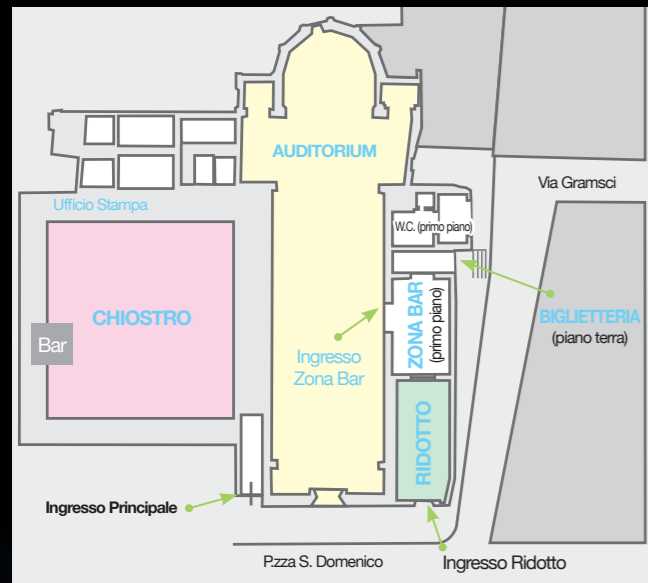 AUDITORIUM
Via Gramsci
Ufficio Stampa
W.C. (primo piano)
CHIOSTRO
Bar
Ingresso
Zona Bar
ZONA BAR
(primo piano)
BIGLIETTERIA
(piano terra)
RIDOTTO
Ingresso Principale
P.zza S. Domenico
Ingresso Ridotto